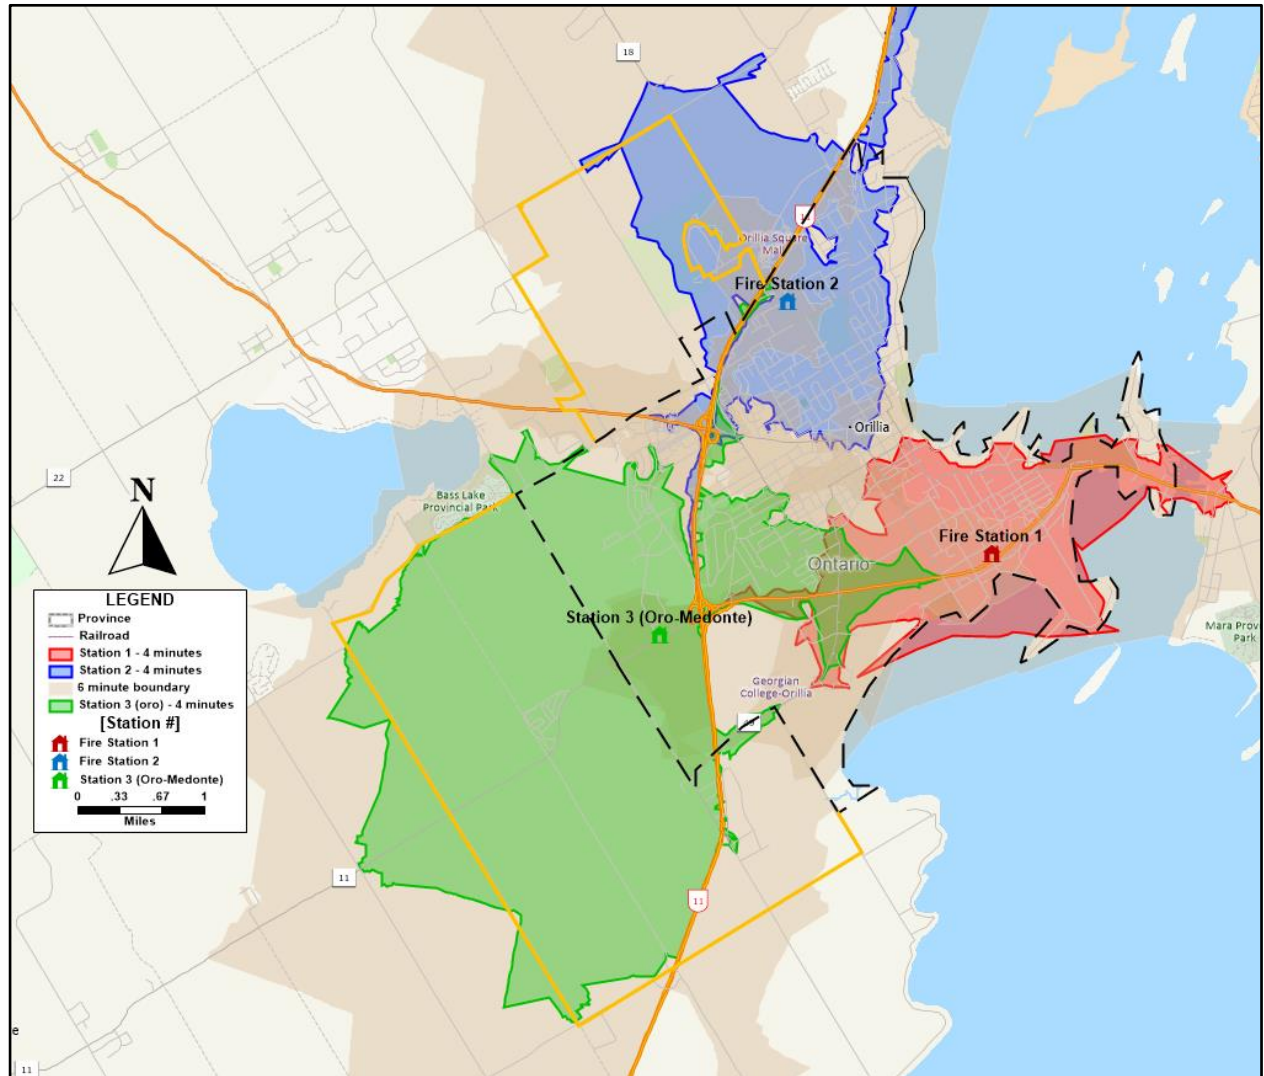 18
11
Orillia Square
Mall
Fire Station 2
Orillia
22
N
Bass Lake
Provincial Park
Fire Station 1
Ontario
Station 3 (Oro-Medonte)
Mara Provi
Park
Georgian
College-Orillia
LEGEND
Province
Railroad
Station 1 - 4 minutes
Station 2 - 4 minutes
6 minute boundary
Station 3 (oro) - 4 minutes
[Station #]
Fire Station 1
Fire Station 2
Station 3 (Oro-Medonte)
0 .33 .67 1
Miles
11
11
e
11